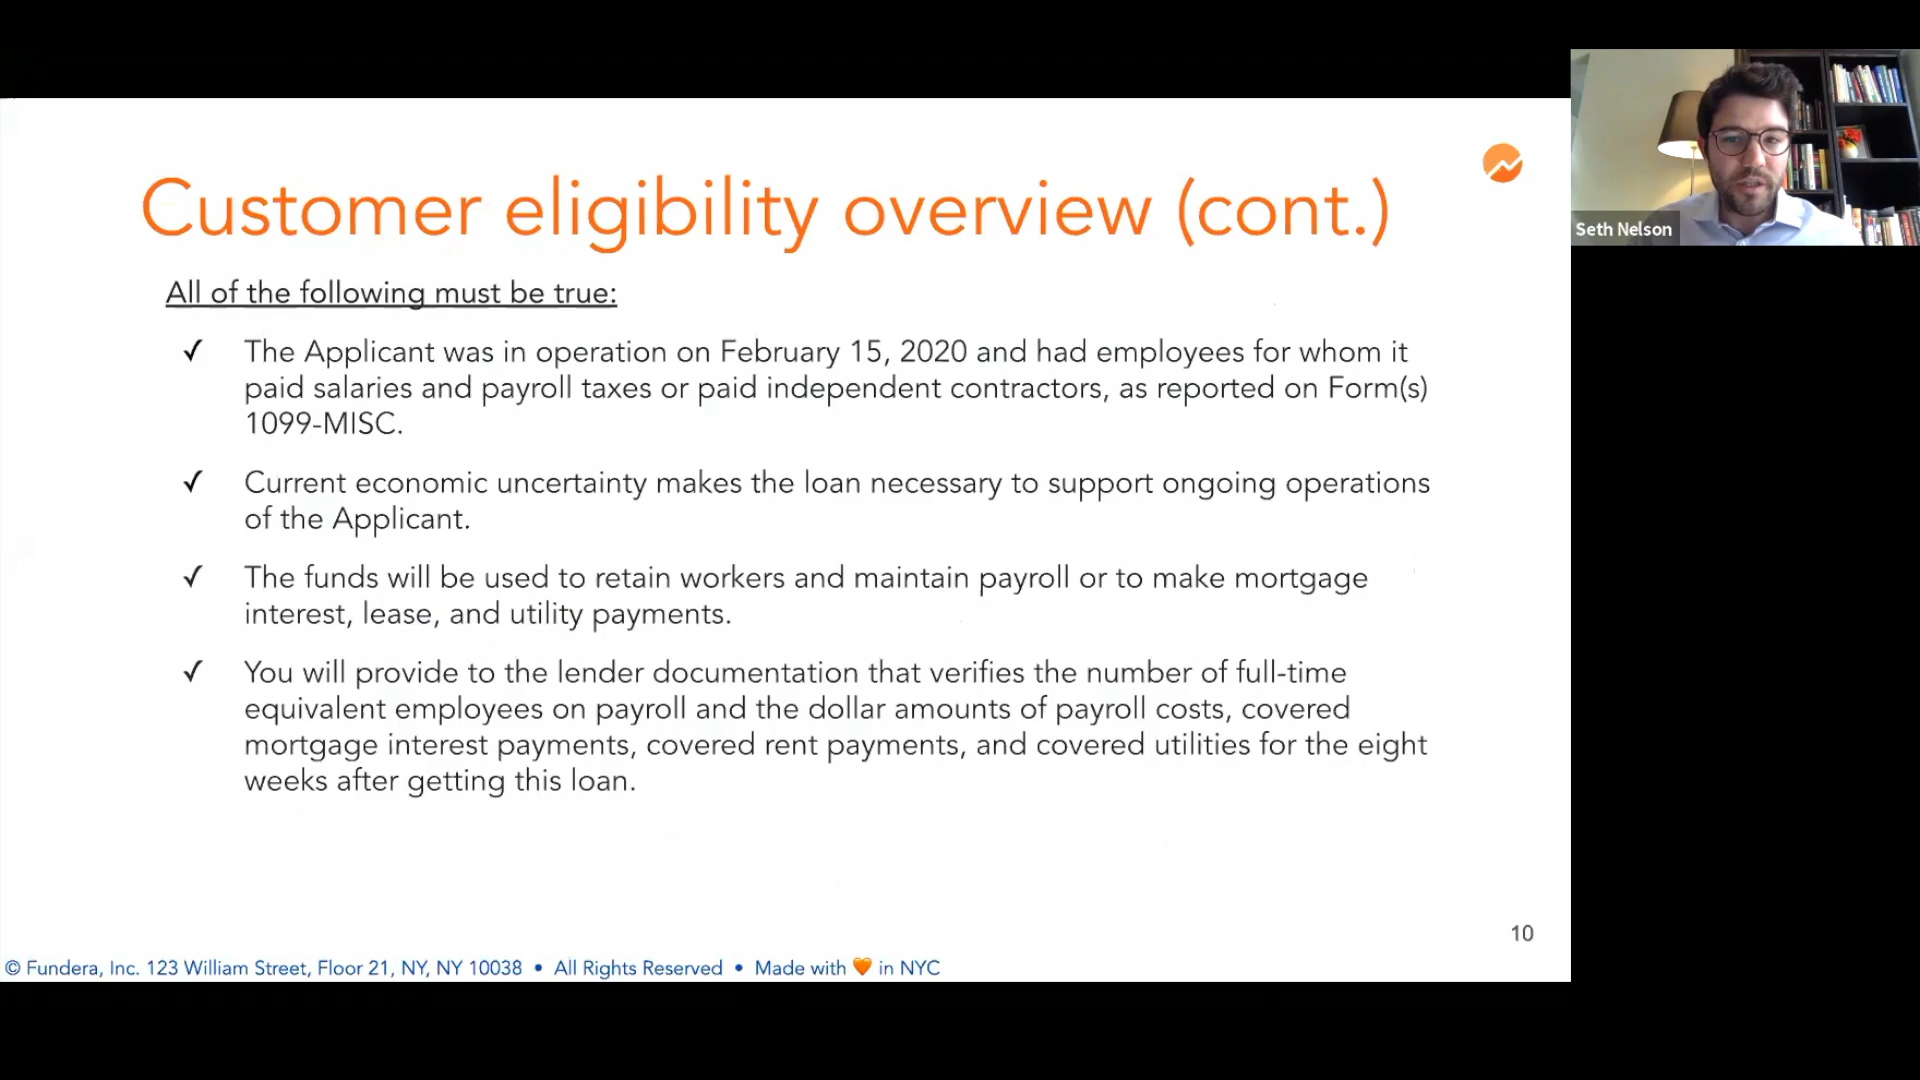 Customer eligibility overview (cont.)
Seth Nelson
All of the following must be true:
✓ The Applicant was in operation on February 15, 2020 and had employees for whom it
paid salaries and payroll taxes or paid independent contractors, as reported on Form(s)
1099-MISC.
✓ Current economic uncertainty makes the loan necessary to support ongoing operations
of the Applicant.
✓ The funds will be used to retain workers and maintain payroll or to make mortgage
interest, lease, and utility payments.
✓ You will provide to the lender documentation that verifies the number of full-time
equivalent employees on payroll and the dollar amounts of payroll costs, covered
mortgage interest payments, covered rent payments, and covered utilities for the eight
weeks after getting this loan.
10
© Fundera, Inc. 123 William Street, Floor 21, NY, NY 10038 • All Rights Reserved • Made with 🧡 in NYC